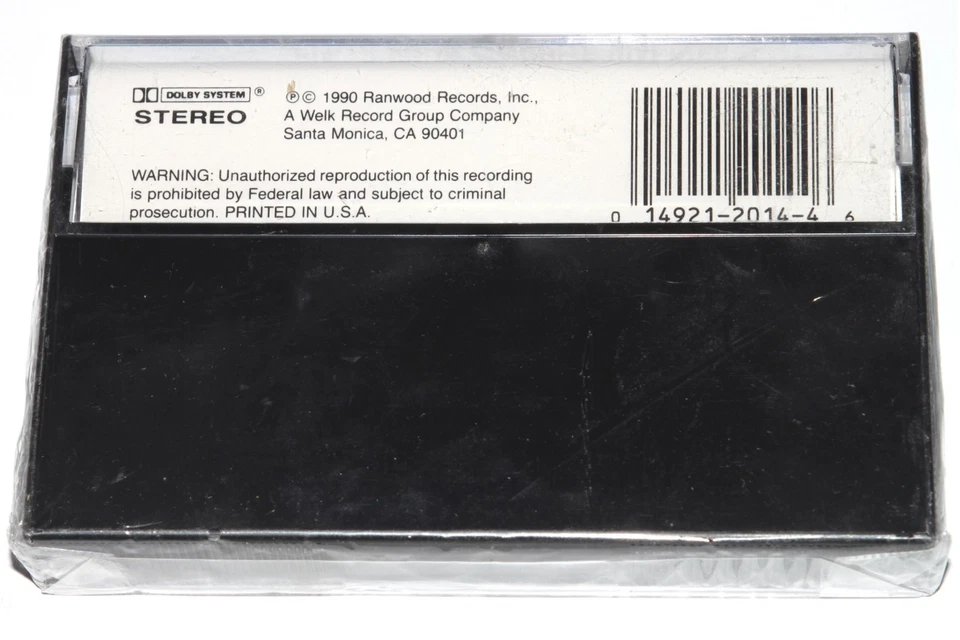 DOLBY SYSTEM ®
STEREO
℗ © 1990 Ranwood Records, Inc.,
A Welk Record Group Company
Santa Monica, CA 90401
WARNING: Unauthorized reproduction of this recording
is prohibited by Federal law and subject to criminal
prosecution. PRINTED IN U.S.A.
0 14921-2014-4 6